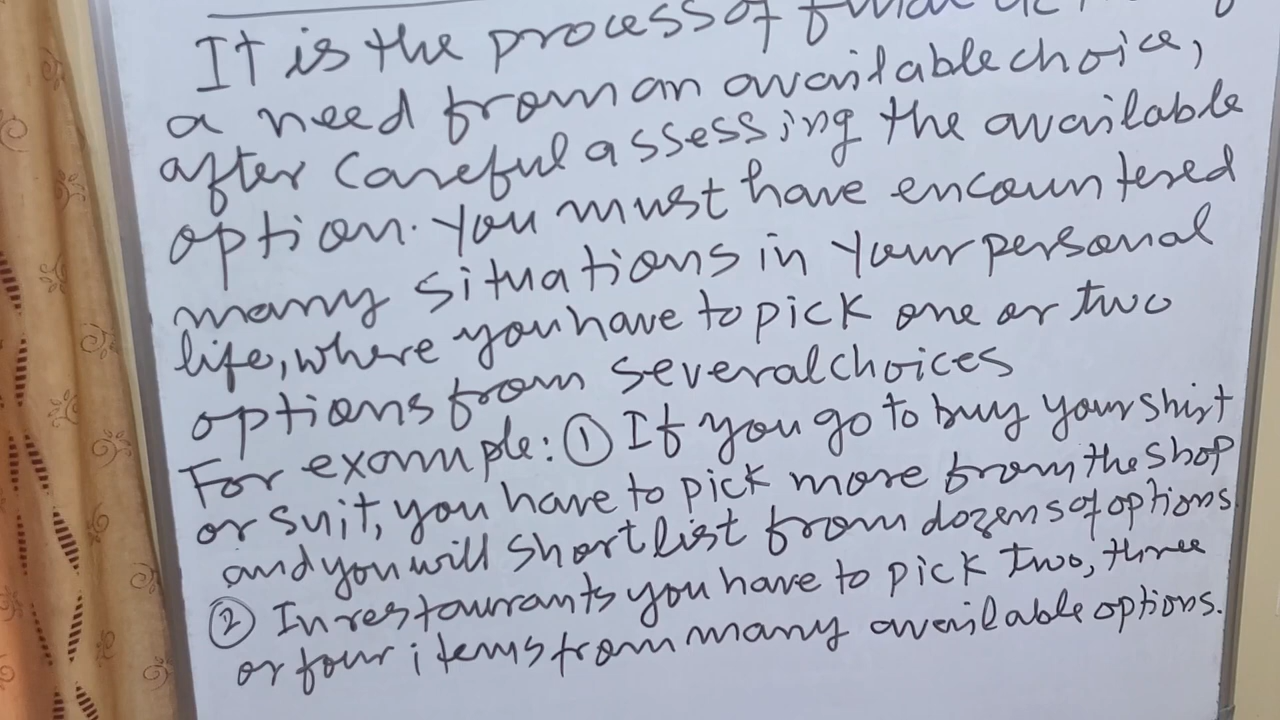 It is the process of
a need from an available choice,
after careful assessing the available
option. You must have encountered
many situations in your personal
life, where you have to pick one or two
options from several choices
For example: ① If you go to buy your shirt
or suit, you have to pick more from the shop
and you will shortlist from dozens of options.
② In restaurants you have to pick two, three
or four items from many available options.